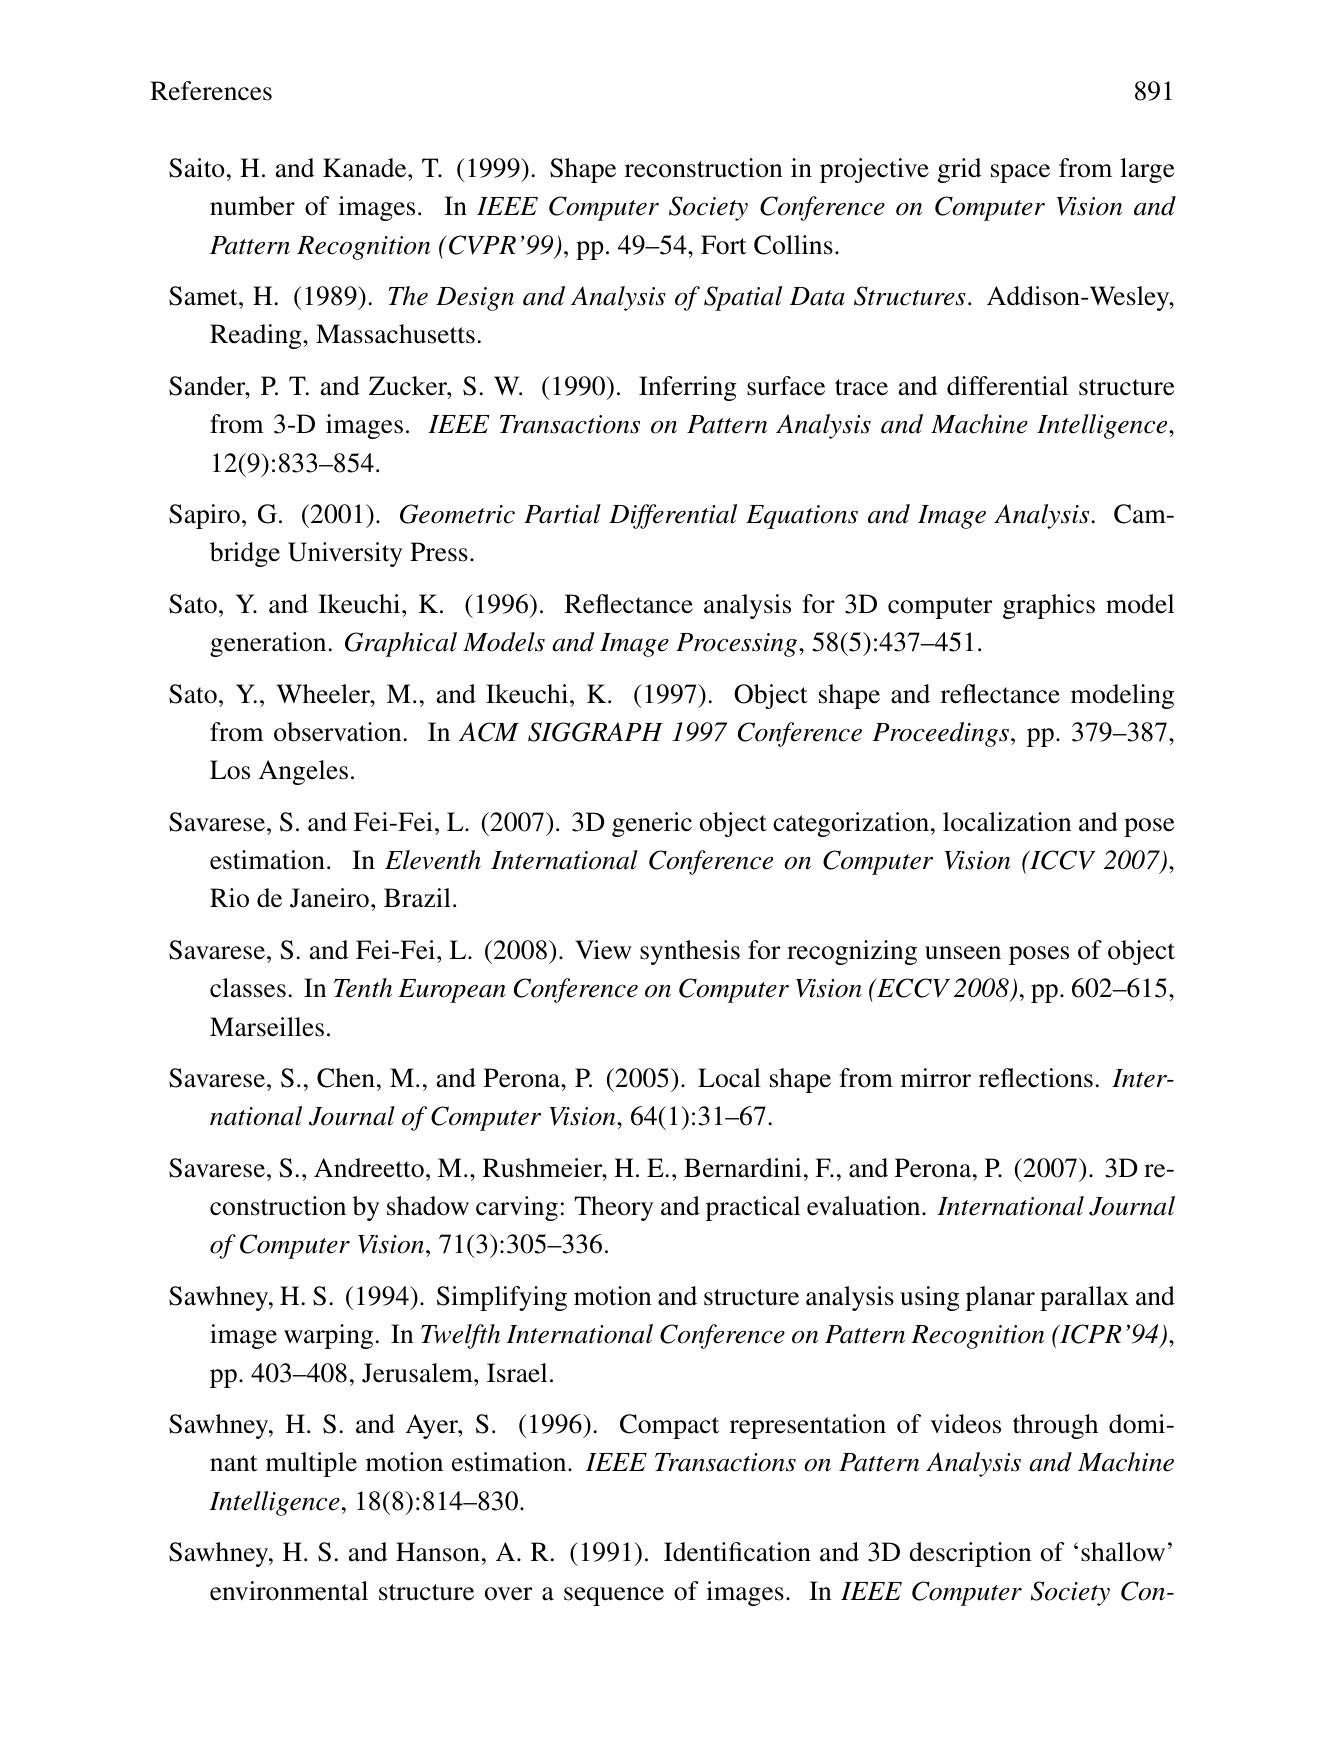 References 891
Saito, H. and Kanade, T. (1999). Shape reconstruction in projective grid space from large
number of images. In IEEE Computer Society Conference on Computer Vision and
Pattern Recognition (CVPR’99), pp. 49–54, Fort Collins.
Samet, H. (1989). The Design and Analysis of Spatial Data Structures. Addison-Wesley,
Reading, Massachusetts.
Sander, P. T. and Zucker, S. W. (1990). Inferring surface trace and differential structure
from 3-D images. IEEE Transactions on Pattern Analysis and Machine Intelligence,
12(9):833–854.
Sapiro, G. (2001). Geometric Partial Differential Equations and Image Analysis. Cam-
bridge University Press.
Sato, Y. and Ikeuchi, K. (1996). Reflectance analysis for 3D computer graphics model
generation. Graphical Models and Image Processing, 58(5):437–451.
Sato, Y., Wheeler, M., and Ikeuchi, K. (1997). Object shape and reflectance modeling
from observation. In ACM SIGGRAPH 1997 Conference Proceedings, pp. 379–387,
Los Angeles.
Savarese, S. and Fei-Fei, L. (2007). 3D generic object categorization, localization and pose
estimation. In Eleventh International Conference on Computer Vision (ICCV 2007),
Rio de Janeiro, Brazil.
Savarese, S. and Fei-Fei, L. (2008). View synthesis for recognizing unseen poses of object
classes. In Tenth European Conference on Computer Vision (ECCV 2008), pp. 602–615,
Marseilles.
Savarese, S., Chen, M., and Perona, P. (2005). Local shape from mirror reflections. Inter-
national Journal of Computer Vision, 64(1):31–67.
Savarese, S., Andreetto, M., Rushmeier, H. E., Bernardini, F., and Perona, P. (2007). 3D re-
construction by shadow carving: Theory and practical evaluation. International Journal
of Computer Vision, 71(3):305–336.
Sawhney, H. S. (1994). Simplifying motion and structure analysis using planar parallax and
image warping. In Twelfth International Conference on Pattern Recognition (ICPR’94),
pp. 403–408, Jerusalem, Israel.
Sawhney, H. S. and Ayer, S. (1996). Compact representation of videos through domi-
nant multiple motion estimation. IEEE Transactions on Pattern Analysis and Machine
Intelligence, 18(8):814–830.
Sawhney, H. S. and Hanson, A. R. (1991). Identification and 3D description of ‘shallow’
environmental structure over a sequence of images. In IEEE Computer Society Con-